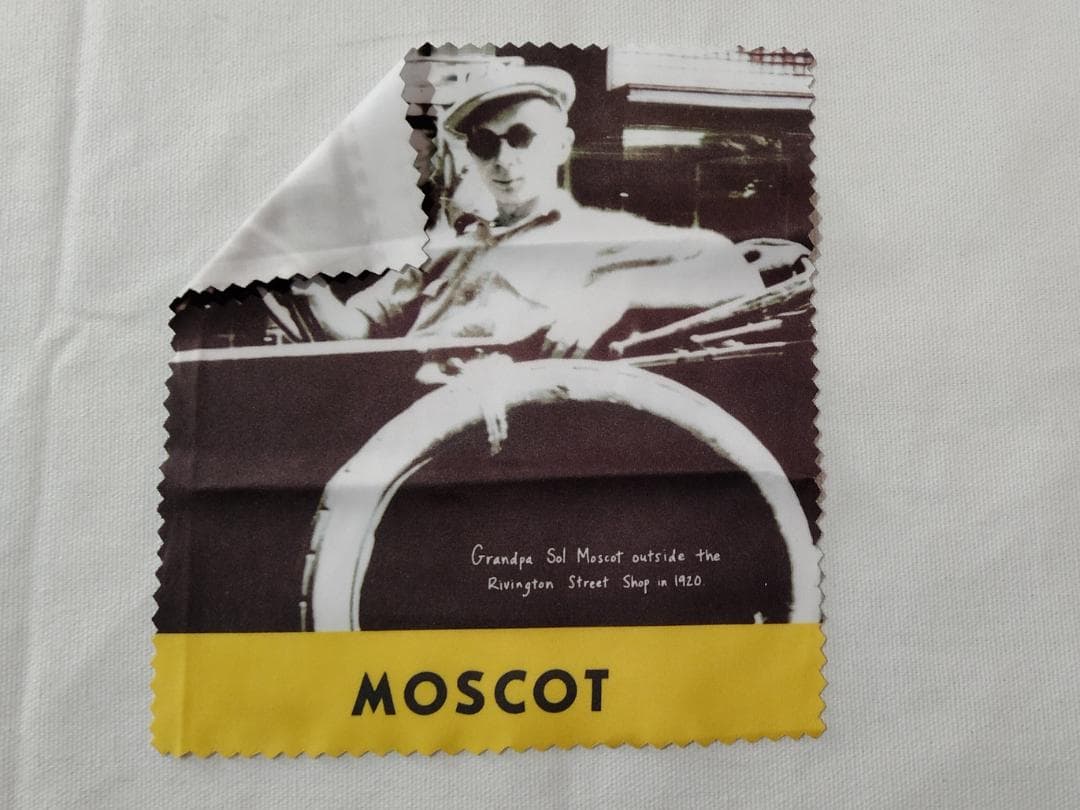 Grandpa Sol Moscot outside the
Rivington Street Shop in 1920
MOSCOT